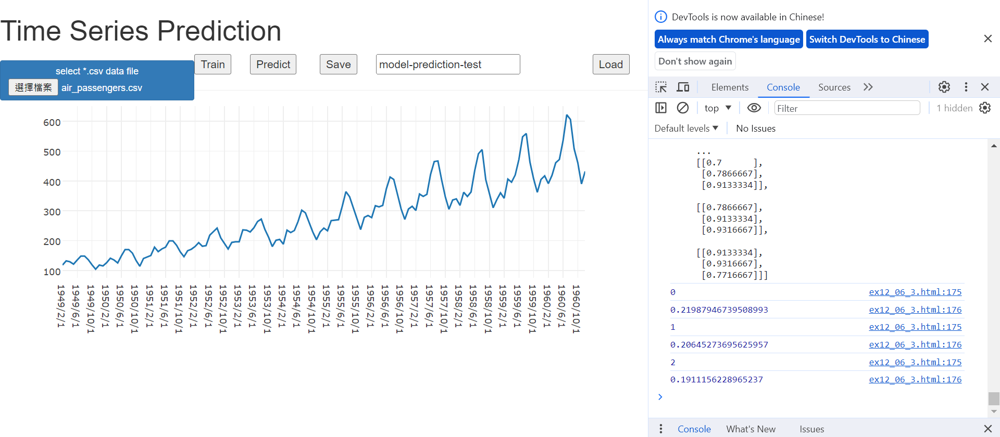 Time Series Prediction
select *.csv data file
選擇檔案 air_passengers.csv
Train Predict Save model-prediction-test Load
600
500
400
300
200
100
1949/2/1 1949/6/1 1949/10/1 1950/2/1 1950/6/1 1950/10/1 1951/2/1 1951/6/1 1951/10/1 1952/2/1 1952/6/1 1952/10/1 1953/2/1 1953/6/1 1953/10/1 1954/2/1 1954/6/1 1954/10/1 1955/2/1 1955/6/1 1955/10/1 1956/2/1 1956/6/1 1956/10/1 1957/2/1 1957/6/1 1957/10/1 1958/2/1 1958/6/1 1958/10/1 1959/2/1 1959/6/1 1959/10/1 1960/2/1 1960/6/1 1960/10/1
DevTools is now available in Chinese!
Always match Chrome's language Switch DevTools to Chinese
Don't show again
Elements Console Sources
top Filter 1 hidden
Default levels No Issues
...
[[0.7      ],
[0.7866667],
[0.9133334]],
[[0.7866667],
[0.9133334],
[0.9316667]],
[[0.9133334],
[0.9316667],
[0.7716667]]]
0 ex12_06_3.html:175
0.21987946739508993 ex12_06_3.html:176
1 ex12_06_3.html:175
0.20645273695625957 ex12_06_3.html:176
2 ex12_06_3.html:175
0.1911156228965237 ex12_06_3.html:176
Console What's New Issues